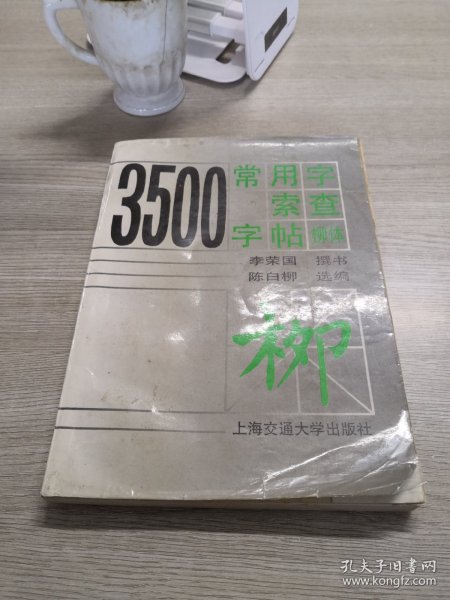 3500
常用字
索查
字帖 柳体
李荣国 撰书
陈白柳 选编
柳
上海交通大学出版社
孔夫子旧书网
www.kongfz.com